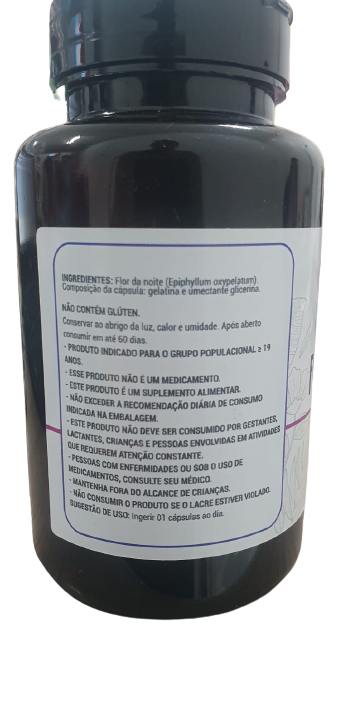 INGREDIENTES: Flor da noite (Epiphyllum oxypelatum).
Composição da cápsula: gelatina e umectante glicerina.
NÃO CONTÉM GLÚTEN.
Conservar ao abrigo da luz, calor e umidade. Após aberto
consumir em até 60 dias.
- PRODUTO INDICADO PARA O GRUPO POPULACIONAL ≥ 19
ANOS.
- ESSE PRODUTO NÃO É UM MEDICAMENTO.
- ESTE PRODUTO É UM SUPLEMENTO ALIMENTAR.
- NÃO EXCEDER A RECOMENDAÇÃO DIÁRIA DE CONSUMO
INDICADA NA EMBALAGEM.
- ESTE PRODUTO NÃO DEVE SER CONSUMIDO POR GESTANTES,
LACTANTES, CRIANÇAS E PESSOAS ENVOLVIDAS EM ATIVIDADES
QUE REQUEREM ATENÇÃO CONSTANTE.
- PESSOAS COM ENFERMIDADES OU SOB O USO DE
MEDICAMENTOS, CONSULTE SEU MÉDICO.
- MANTENHA FORA DO ALCANCE DE CRIANÇAS.
- NÃO CONSUMIR O PRODUTO SE O LACRE ESTIVER VIOLADO.
SUGESTÃO DE USO: Ingerir 01 cápsulas ao dia.